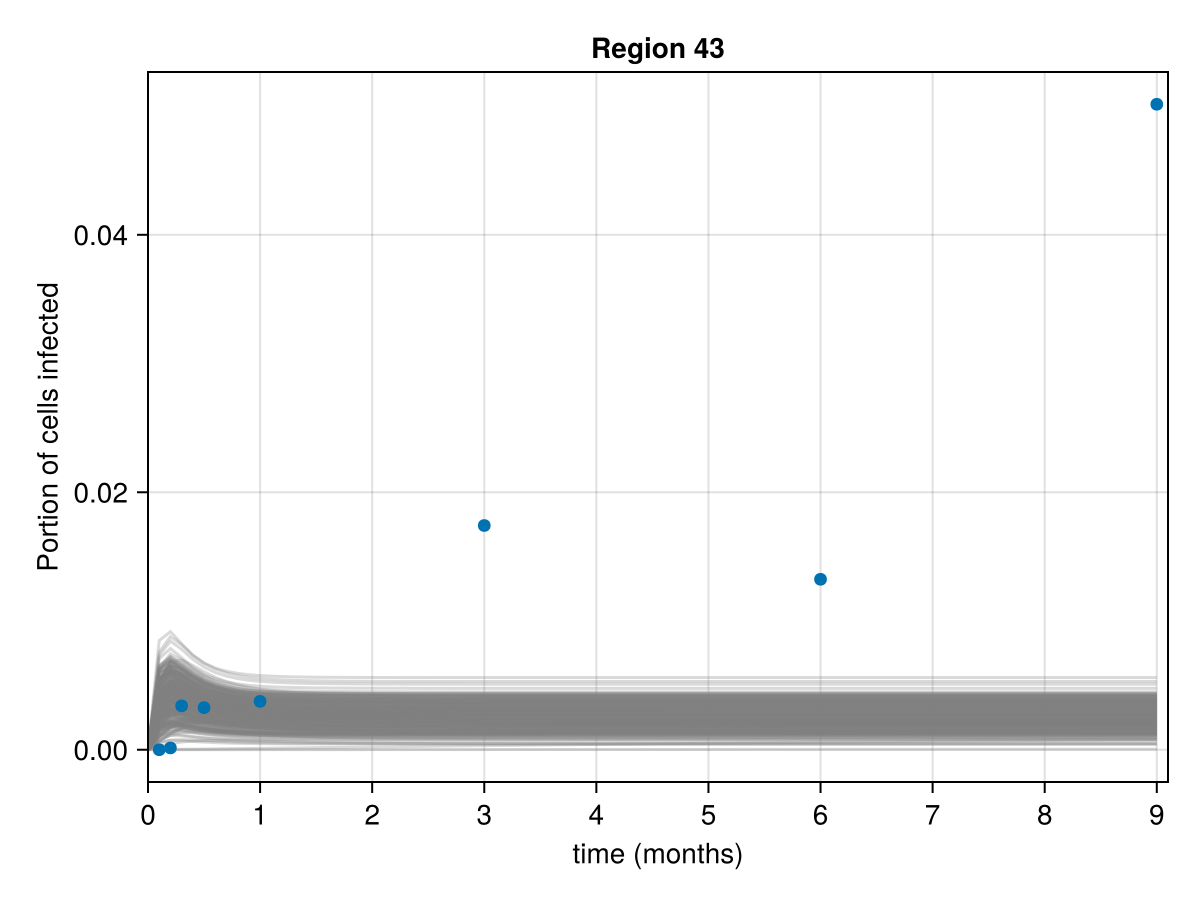 Region 43
Portion of cells infected
0.04
0.02
0.00
0 1 2 3 4 5 6 7 8 9
time (months)